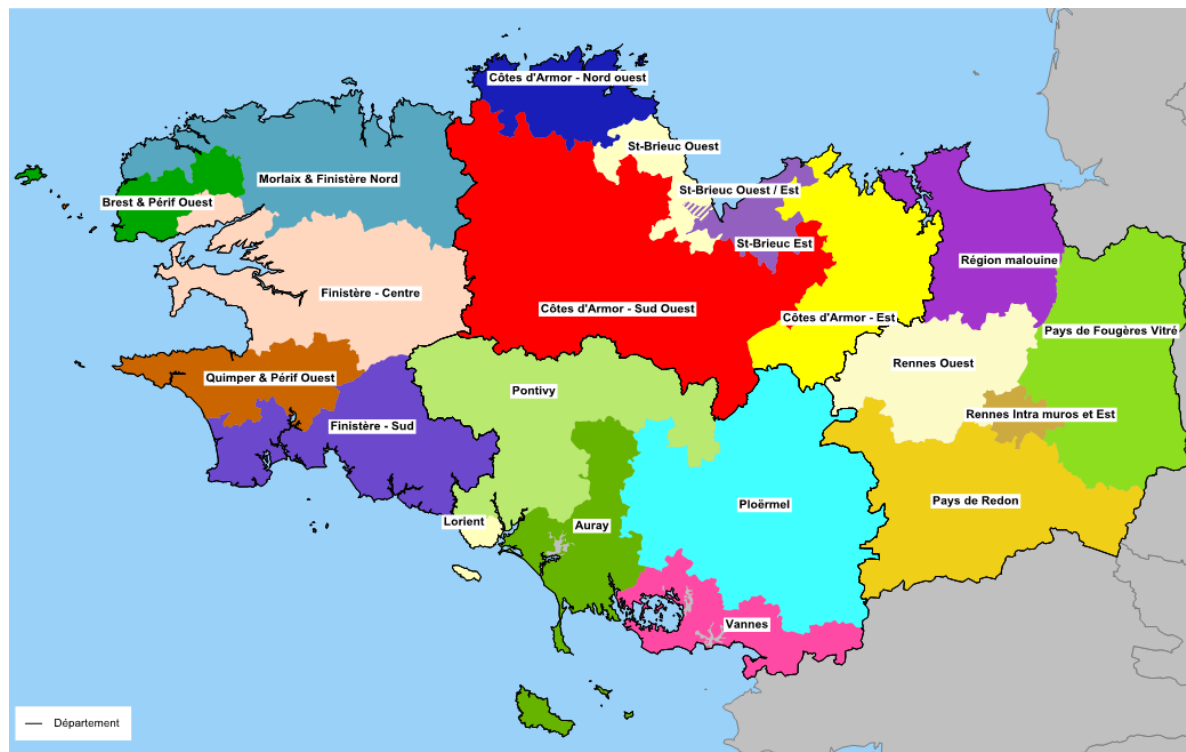 Côtes d'Armor - Nord ouest
St-Brieuc Ouest
Morlaix & Finistère Nord
St-Brieuc Ouest / Est
Brest & Périf Ouest
St-Brieuc Est
Région malouine
Finistère - Centre
Côtes d'Armor - Sud Ouest
Côtes d'Armor - Est
Pays de Fougères Vitré
Rennes Ouest
Quimper & Périf Ouest
Pontivy
Rennes Intra muros et Est
Finistère - Sud
Pays de Redon
Ploërmel
Lorient
Auray
Vannes
Département